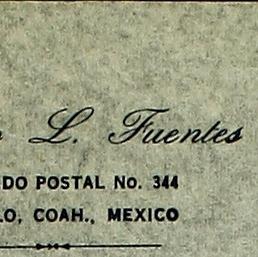 L. Fuentes
DO POSTAL No. 344
LO, COAH., MEXICO